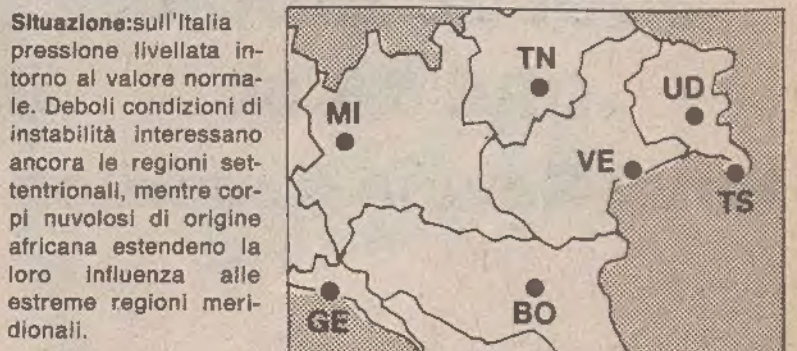 Situazione:sull'Italia
pressione livellata in-
torno al valore norma-
le. Deboli condizioni di
instabilità interessano
ancora le regioni set-
tentrionali, mentre cor-
pi nuvolosi di origine
africana estendeno la
loro influenza alle
estreme regioni meri-
dionali.
TN
UD
MI
VE
TS
GE
BO